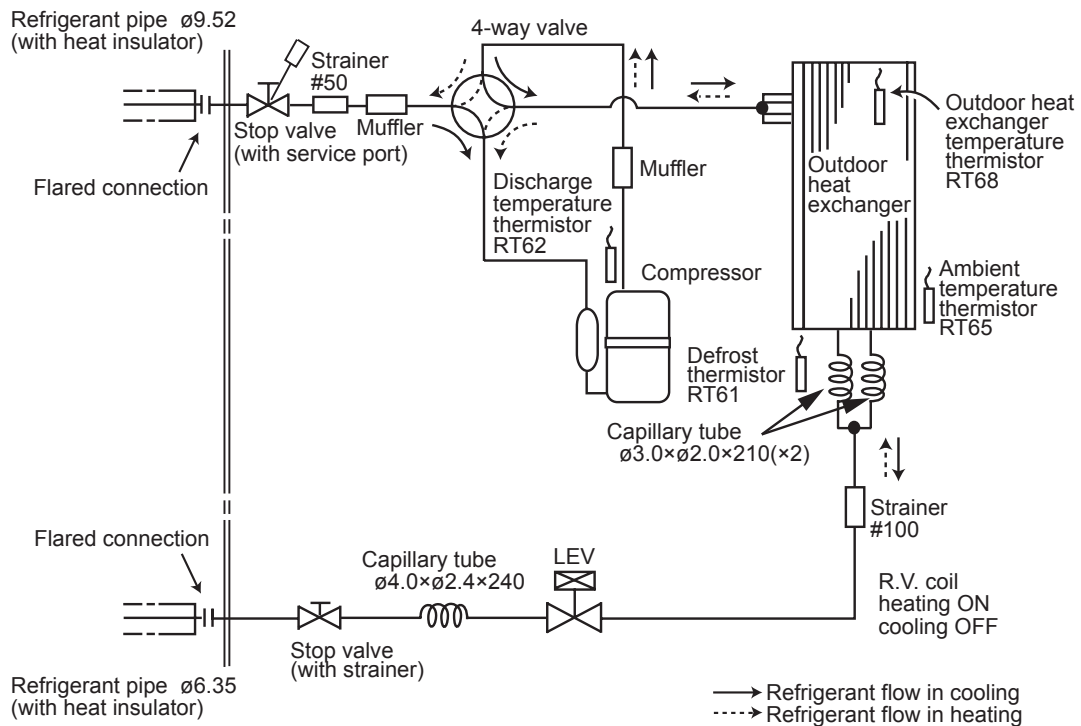 Refrigerant pipe ø9.52
(with heat insulator)
4-way valve
Strainer
#50
Stop valve
(with service port)
Muffler
Flared connection
Muffler
Discharge
temperature
thermistor
RT62
Compressor
Outdoor
heat
exchanger
Outdoor heat
exchanger
temperature
thermistor
RT68
Ambient
temperature
thermistor
RT65
Defrost
thermistor
RT61
Capillary tube
ø3.0×ø2.0×210(×2)
Strainer
#100
Flared connection
Capillary tube
ø4.0×ø2.4×240
LEV
R.V. coil
heating ON
cooling OFF
Stop valve
(with strainer)
Refrigerant pipe ø6.35
(with heat insulator)
Refrigerant flow in cooling
Refrigerant flow in heating